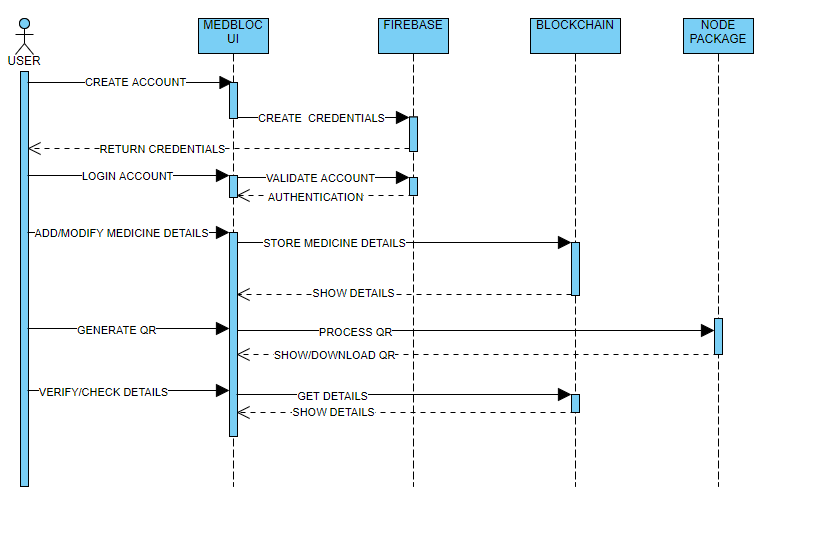 MEDBLOC
UI
FIREBASE
BLOCKCHAIN
NODE
PACKAGE
USER
CREATE ACCOUNT
CREATE CREDENTIALS
RETURN CREDENTIALS
LOGIN ACCOUNT
VALIDATE ACCOUNT
AUTHENTICATION
ADD/MODIFY MEDICINE DETAILS
STORE MEDICINE DETAILS
SHOW DETAILS
GENERATE QR
PROCESS QR
SHOW/DOWNLOAD QR
VERIFY/CHECK DETAILS
GET DETAILS
SHOW DETAILS